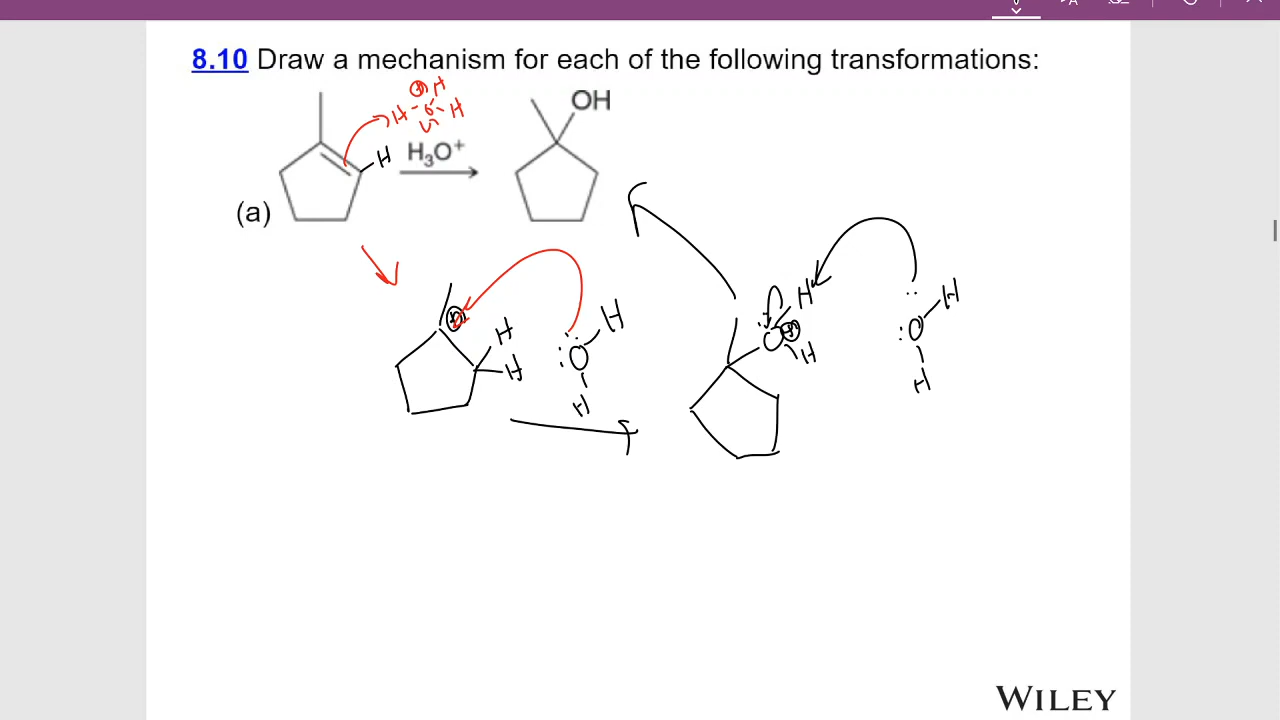 8.10 Draw a mechanism for each of the following transformations:
⊕ H
H O H
OH
H
H₃O⁺
(a)
⊕
H
H
:O:
H
H
H
:O⊕
H
H
:O:
H
WILEY